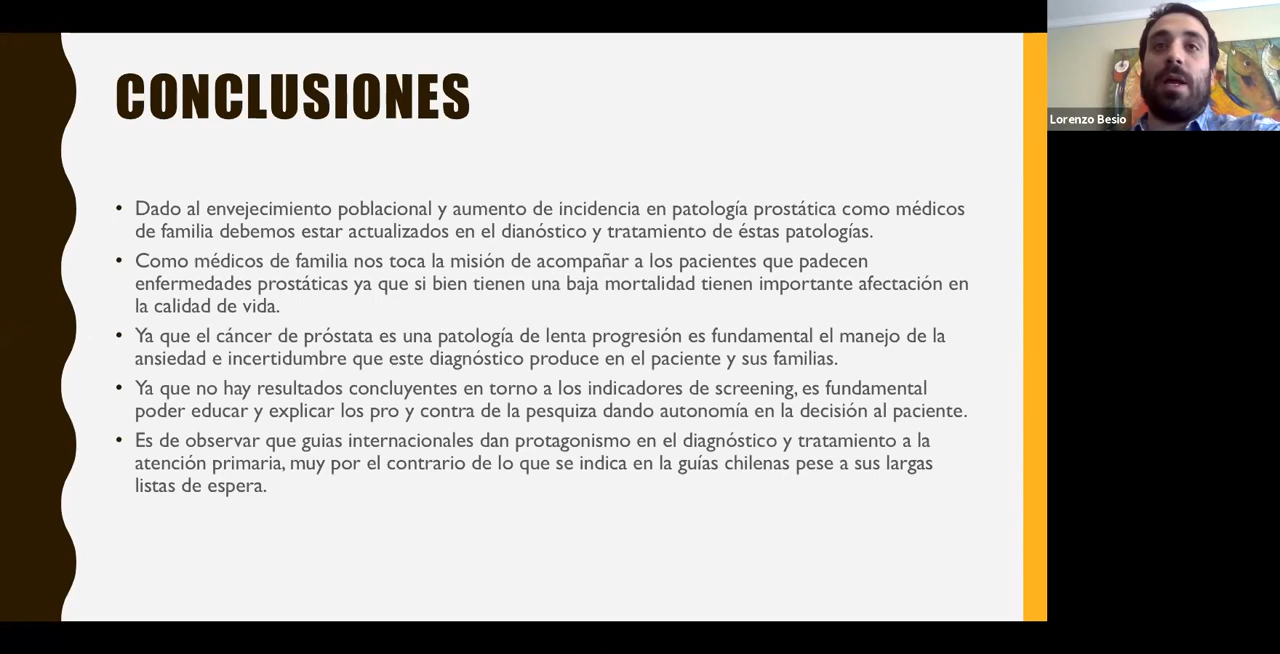 CONCLUSIONES
• Dado al envejecimiento poblacional y aumento de incidencia en patología prostática como médicos
de familia debemos estar actualizados en el dianóstico y tratamiento de éstas patologías.
• Como médicos de familia nos toca la misión de acompañar a los pacientes que padecen
enfermedades prostáticas ya que si bien tienen una baja mortalidad tienen importante afectación en
la calidad de vida.
• Ya que el cáncer de próstata es una patología de lenta progresión es fundamental el manejo de la
ansiedad e incertidumbre que este diagnóstico produce en el paciente y sus familias.
• Ya que no hay resultados concluyentes en torno a los indicadores de screening, es fundamental
poder educar y explicar los pro y contra de la pesquiza dando autonomía en la decisión al paciente.
• Es de observar que guias internacionales dan protagonismo en el diagnóstico y tratamiento a la
atención primaria, muy por el contrario de lo que se indica en la guías chilenas pese a sus largas
listas de espera.
Lorenzo Besio